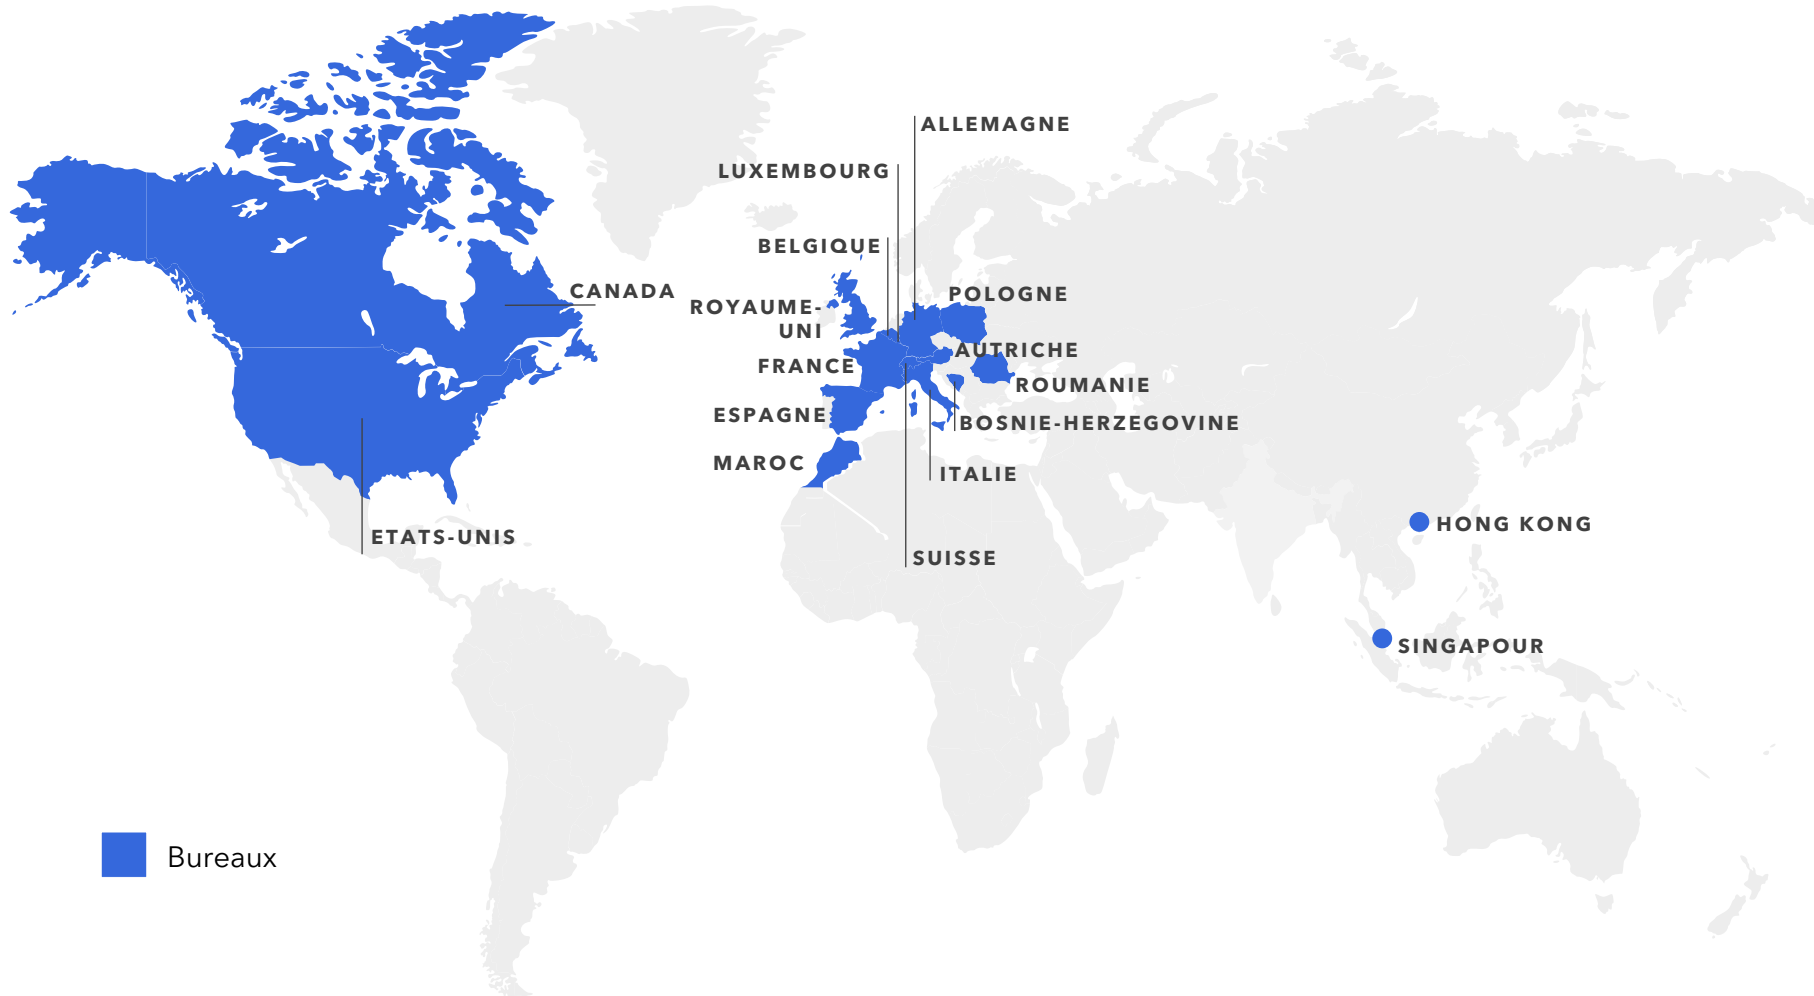 ALLEMAGNE
LUXEMBOURG
BELGIQUE
CANADA
POLOGNE
ROYAUME-
UNI
AUTRICHE
FRANCE
ROUMANIE
ESPAGNE
BOSNIE-HERZEGOVINE
MAROC
ITALIE
HONG KONG
ETATS-UNIS
SUISSE
SINGAPOUR
Bureaux